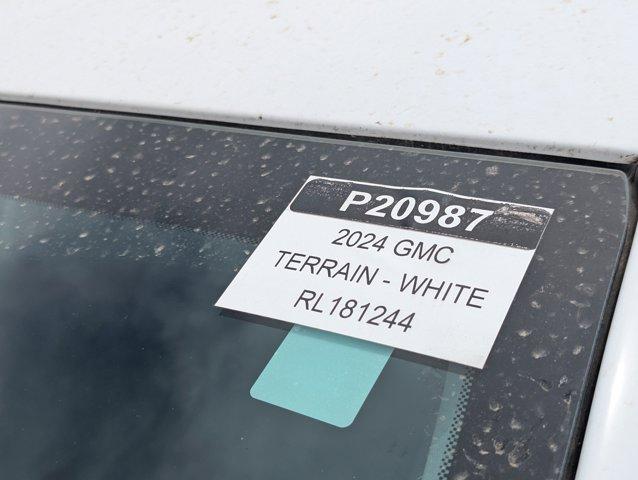 P20987
2024 GMC
TERRAIN - WHITE
RL181244